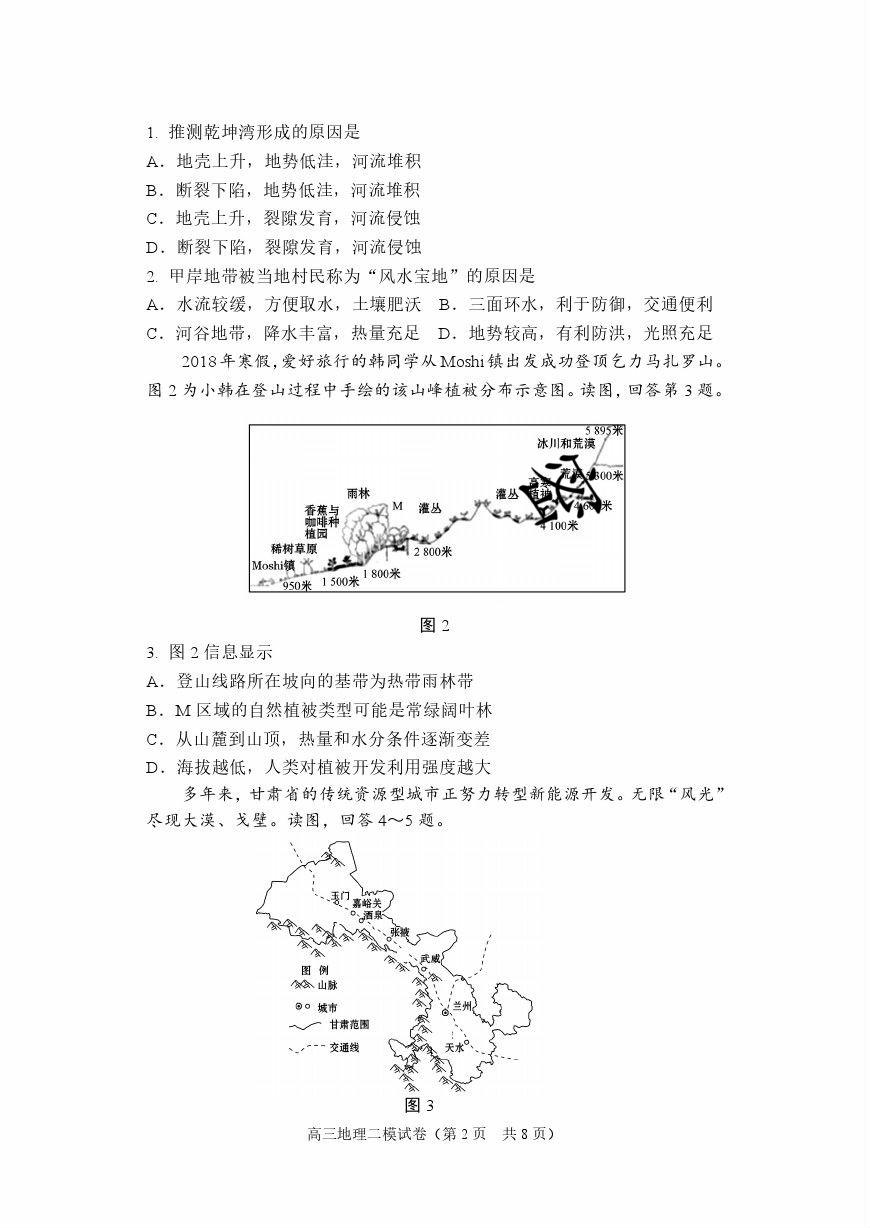 1. 推测乾坤湾形成的原因是
A．地壳上升，地势低洼，河流堆积
B．断裂下陷，地势低洼，河流堆积
C．地壳上升，裂隙发育，河流侵蚀
D．断裂下陷，裂隙发育，河流侵蚀
2. 甲岸地带被当地村民称为“风水宝地”的原因是
A．水流较缓，方便取水，土壤肥沃 B．三面环水，利于防御，交通便利
C．河谷地带，降水丰富，热量充足 D．地势较高，有利防洪，光照充足
2018年寒假，爱好旅行的韩同学从Moshi镇出发成功登顶乞力马扎罗山。
图 2 为小韩在登山过程中手绘的该山峰植被分布示意图。读图，回答第 3 题。
5 895米
冰川和荒漠
荒漠
300米
高寒
植被
4 60 米
4 100米
雨林
M
灌丛
灌丛
香蕉与
咖啡种
植园
2 800米
稀树草原
Moshi镇
1 800米
1 500米
950米
图 2
3. 图 2 信息显示
A．登山线路所在坡向的基带为热带雨林带
B．M 区域的自然植被类型可能是常绿阔叶林
C．从山麓到山顶，热量和水分条件逐渐变差
D．海拔越低，人类对植被开发利用强度越大
多年来，甘肃省的传统资源型城市正努力转型新能源开发。无限“风光”
尽现大漠、戈壁。读图，回答 4～5 题。
玉门
嘉峪关
酒泉
张掖
武威
兰州
天水
图 例
山脉
城市
甘肃范围
交通线
图 3
高三地理二模试卷（第 2 页 共 8 页）